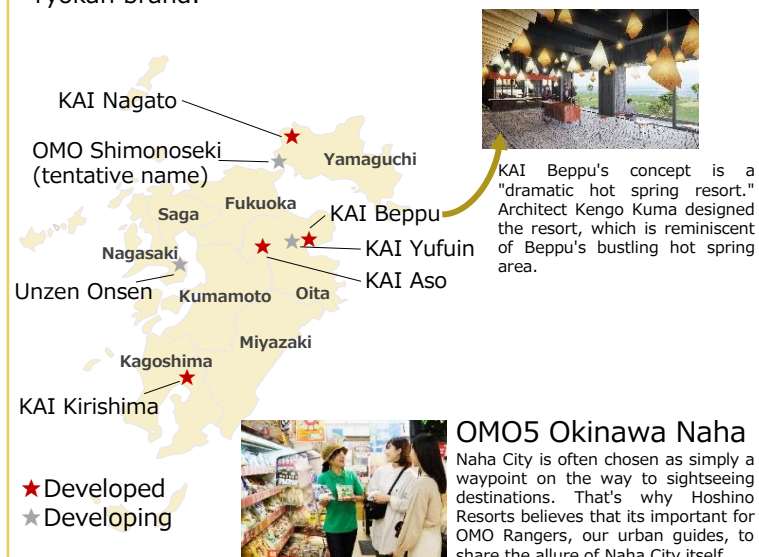 ryokan brand.
KAI Nagato
OMO Shimonoseki
(tentative name)
Yamaguchi
Fukuoka
Saga
KAI Beppu
Nagasaki
KAI Yufuin
KAI Aso
Unzen Onsen
Kumamoto
Oita
Miyazaki
Kagoshima
KAI Kirishima
★Developed
★Developing
KAI Beppu's concept is a
"dramatic hot spring resort."
Architect Kengo Kuma designed
the resort, which is reminiscent
of Beppu's bustling hot spring
area.
OMO5 Okinawa Naha
Naha City is often chosen as simply a
waypoint on the way to sightseeing
destinations. That's why Hoshino
Resorts believes that its important for
OMO Rangers, our urban guides, to
share the allure of Naha City itself.